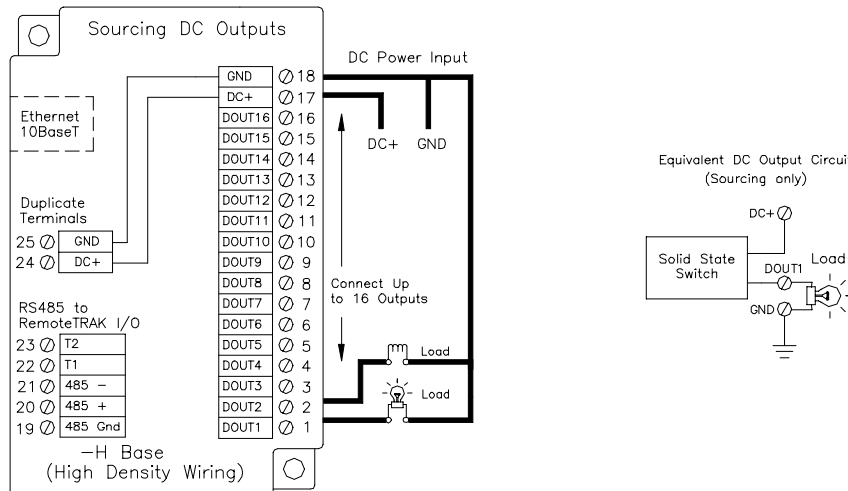 Sourcing DC Outputs
DC Power Input
GND 18
DC+ 17
DOUT16 16
DOUT15 15
DOUT14 14
DOUT13 13
DOUT12 12
DOUT11 11
DOUT10 10
DOUT9 9
DOUT8 8
DOUT7 7
DOUT6 6
DOUT5 5
DOUT4 4
DOUT3 3
DOUT2 2
DOUT1 1
DC+ GND
Connect Up
to 16 Outputs
Load
Load
Ethernet
10BaseT
Duplicate
Terminals
25 GND
24 DC+
RS485 to
RemoteTRAK I/O
23 T2
22 T1
21 485 -
20 485 +
19 485 Gnd
-H Base
(High Density Wiring)
Equivalent DC Output Circui
(Sourcing only)
DC+
Solid State
Switch
DOUT1
Load
GND